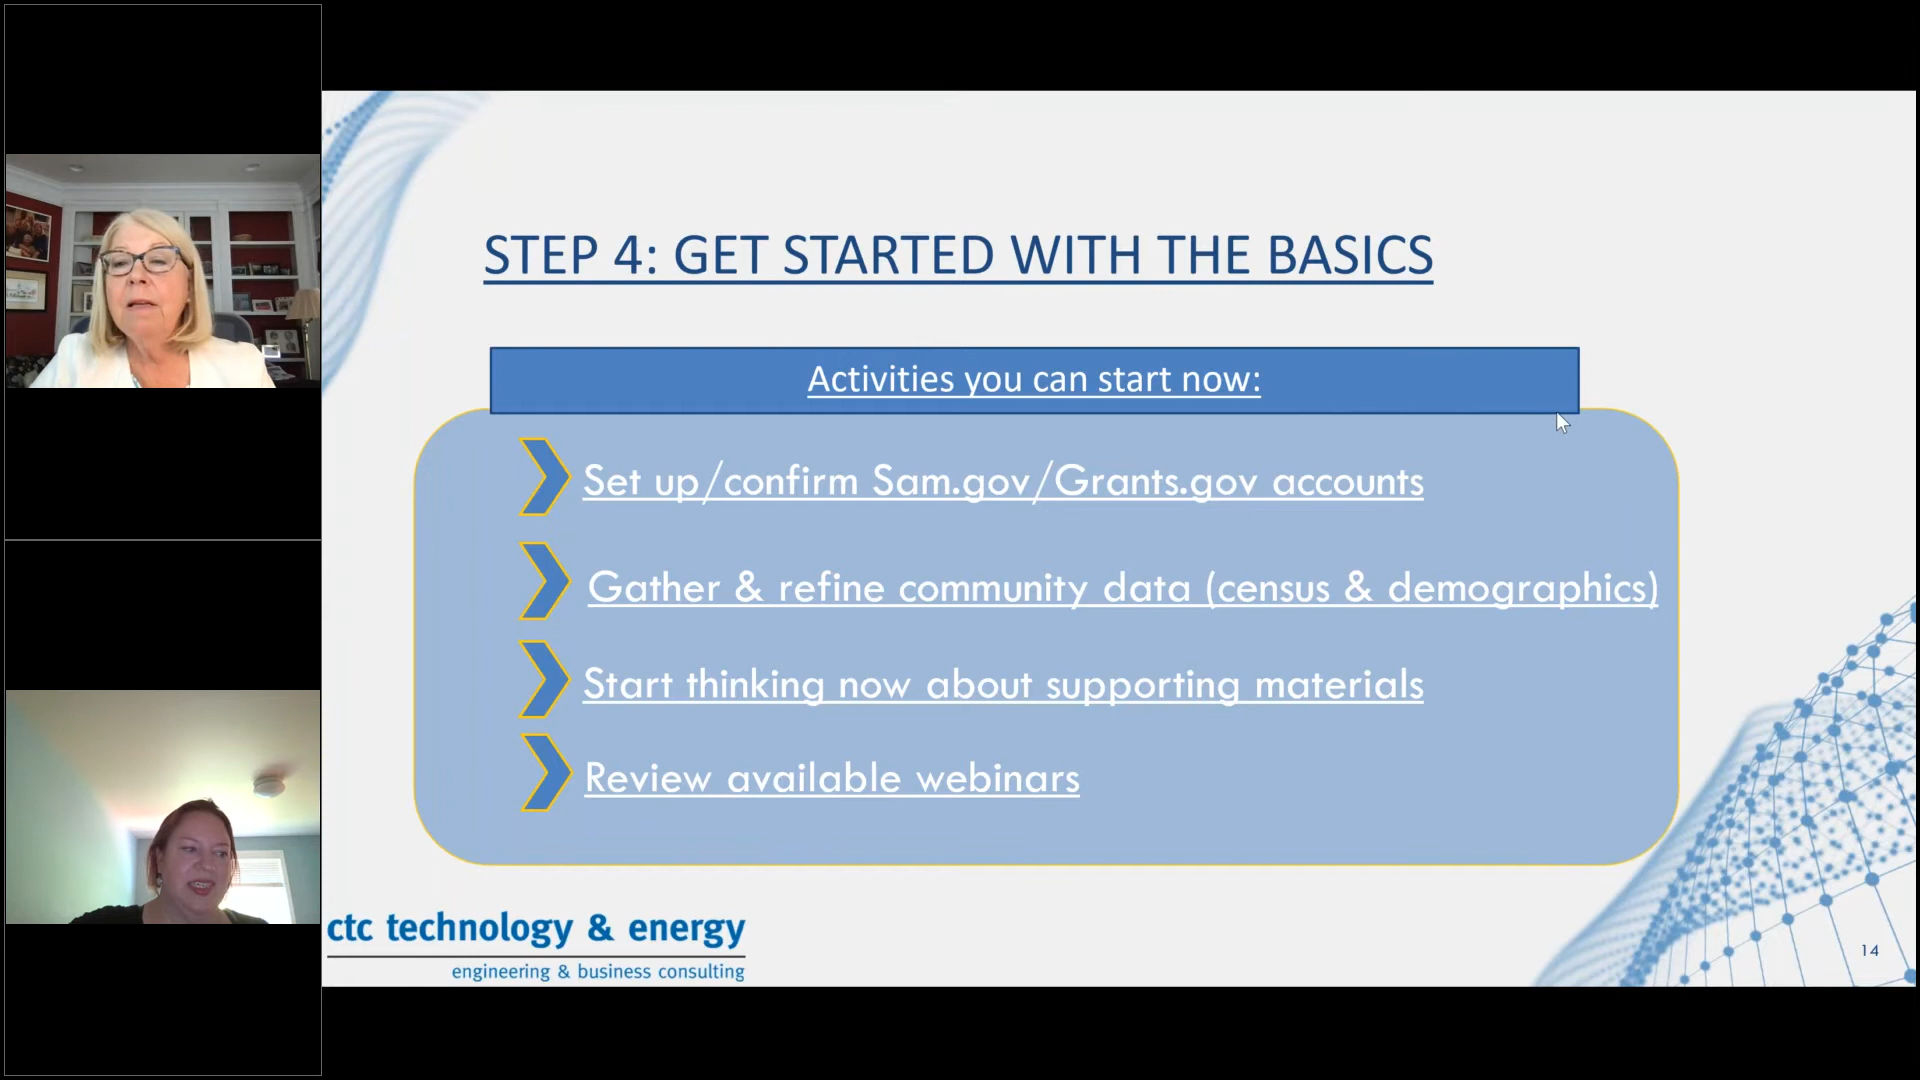 STEP 4: GET STARTED WITH THE BASICS
Activities you can start now:
Set up/confirm Sam.gov/Grants.gov accounts
Gather & refine community data (census & demographics)
Start thinking now about supporting materials
Review available webinars
ctc technology & energy
engineering & business consulting
14